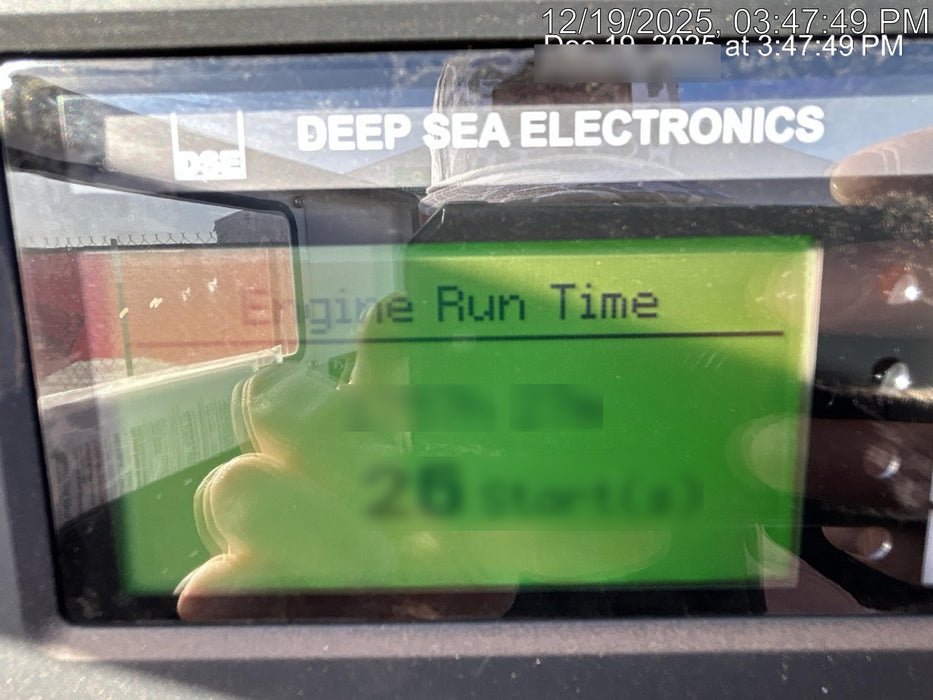 12/19/2025, 03:47:49 PM
Dec 19, 2025 at 3:47:49 PM
DSE
DEEP SEA ELECTRONICS
Engine Run Time
Start(s)